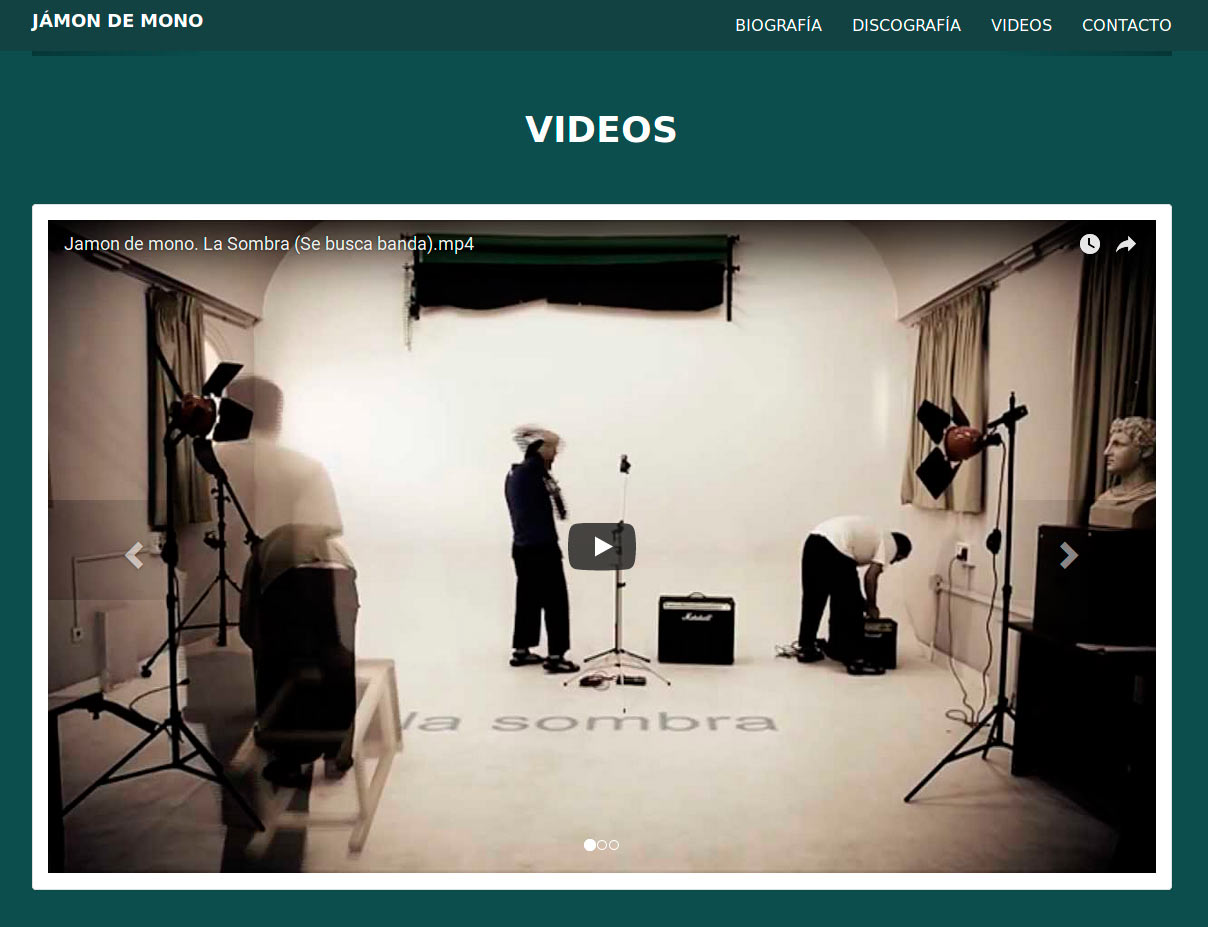 JÁMON DE MONO
BIOGRAFÍA DISCOGRAFÍA VIDEOS CONTACTO
VIDEOS
Jamon de mono. La Sombra (Se busca banda).mp4
Marshall
la sombra